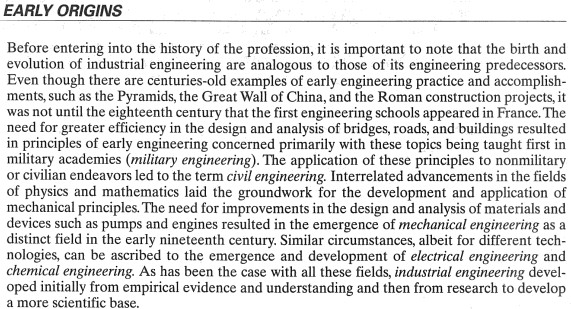 EARLY ORIGINS
Before entering into the history of the profession, it is important to note that the birth and
evolution of industrial engineering are analogous to those of its engineering predecessors.
Even though there are centuries-old examples of early engineering practice and accomplish-
ments, such as the Pyramids, the Great Wall of China, and the Roman construction projects, it
was not until the eighteenth century that the first engineering schools appeared in France. The
need for greater efficiency in the design and analysis of bridges, roads, and buildings resulted
in principles of early engineering concerned primarily with these topics being taught first in
military academies (military engineering). The application of these principles to nonmilitary
or civilian endeavors led to the term civil engineering. Interrelated advancements in the fields
of physics and mathematics laid the groundwork for the development and application of
mechanical principles. The need for improvements in the design and analysis of materials and
devices such as pumps and engines resulted in the emergence of mechanical engineering as a
distinct field in the early nineteenth century. Similar circumstances, albeit for different tech-
nologies, can be ascribed to the emergence and development of electrical engineering and
chemical engineering. As has been the case with all these fields, industrial engineering devel-
oped initially from empirical evidence and understanding and then from research to develop
a more scientific base.